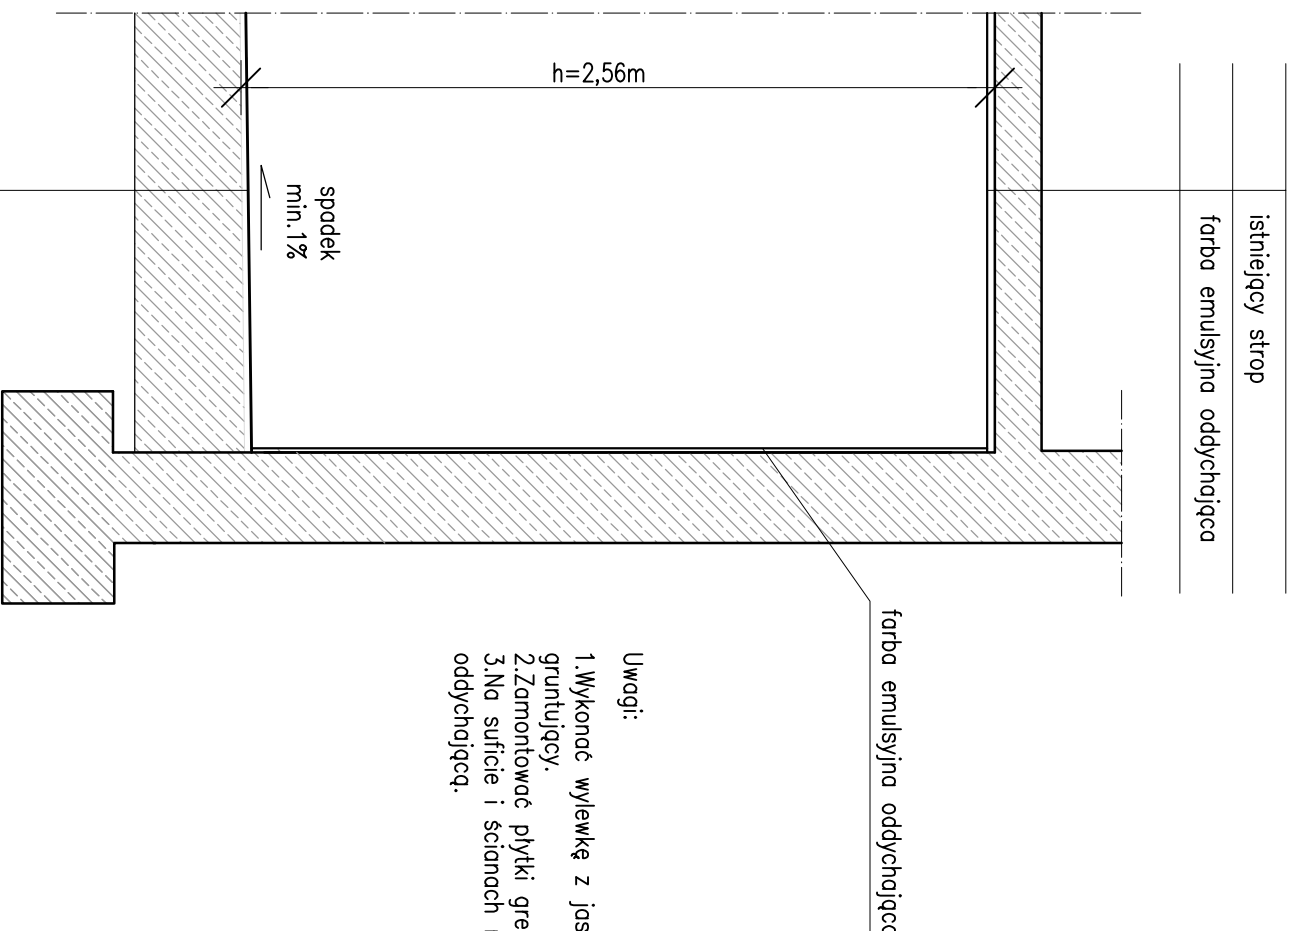 istniejący strop
farba emulsyjna oddychająca
h=2,56m
spadek
min.1%
farba emulsyjna oddychająca
Uwagi:
1.Wykonać wylewkę z jas
gruntujący.
2.Zamontować płytki gre
3.Na suficie i ścianach
oddychającą.